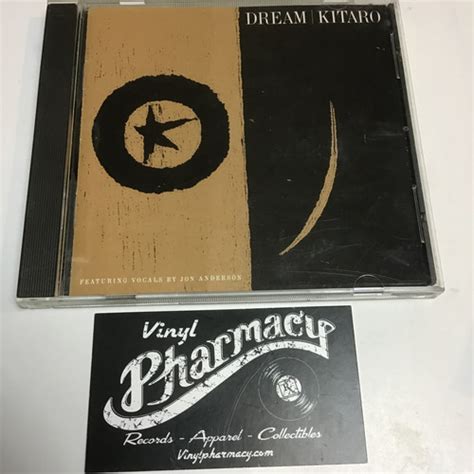 DREAM | KITARO
FEATURING VOCALS BY JON ANDERSON
Vinyl
Pharmacy
Records - Apparel - Collectibles
Vinylpharmacy.com